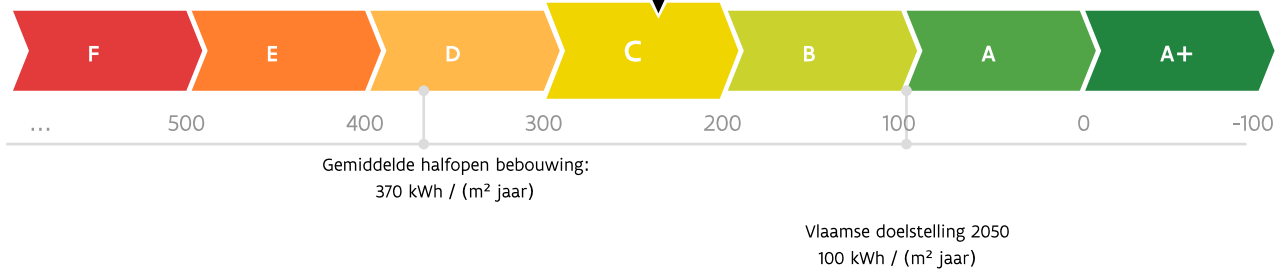 F E D C B A A+
... 500 400 300 200 100 0 -100
Gemiddelde halfopen bebouwing:
370 kWh / (m² jaar)
Vlaamse doelstelling 2050
100 kWh / (m² jaar)